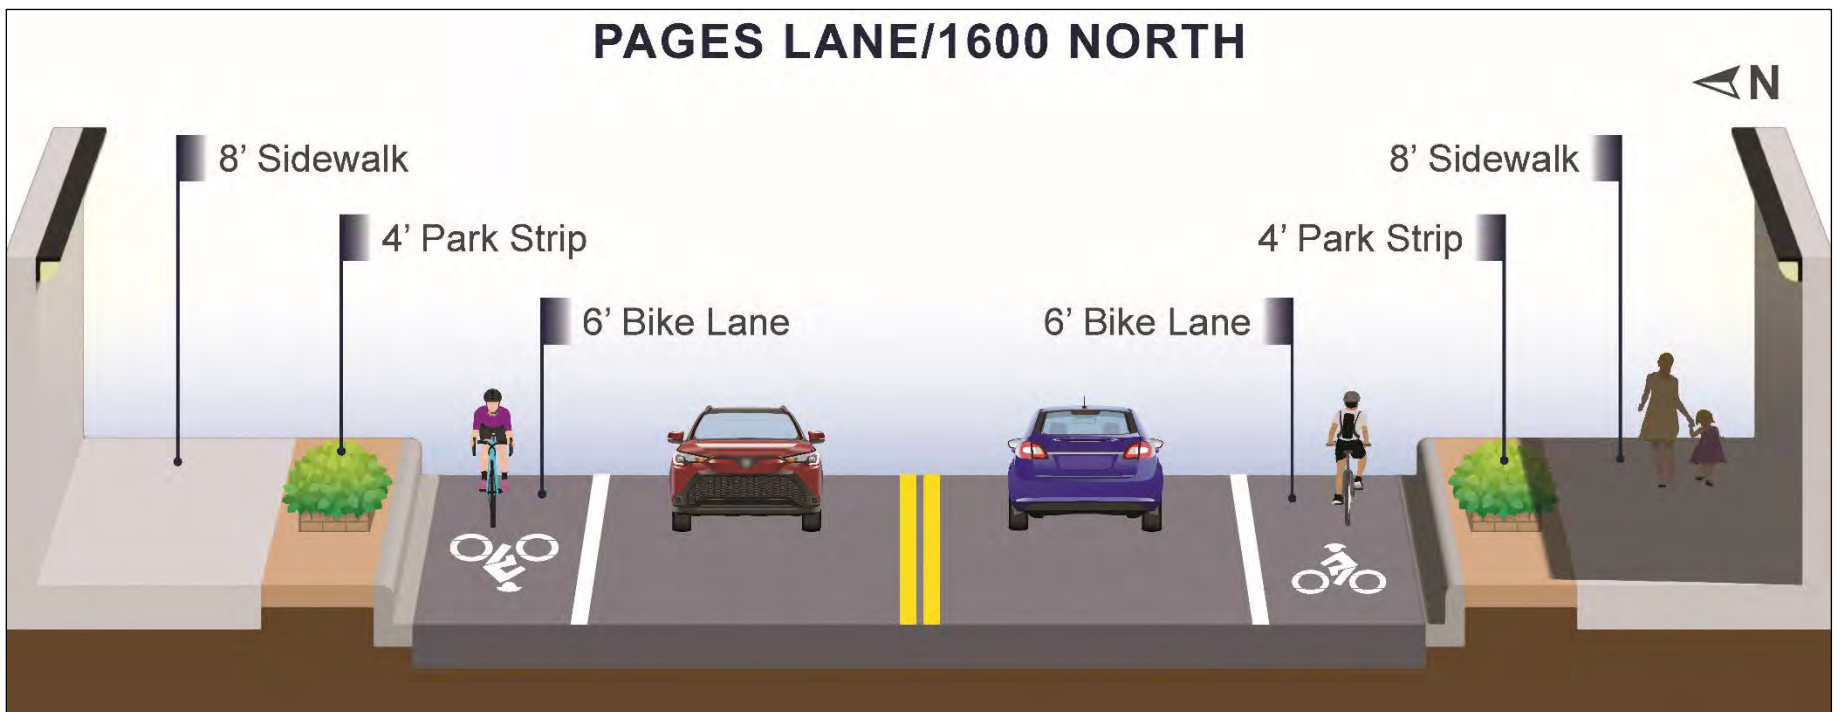 PAGES LANE/1600 NORTH
N
8’ Sidewalk
8’ Sidewalk
4’ Park Strip
4’ Park Strip
6’ Bike Lane
6’ Bike Lane